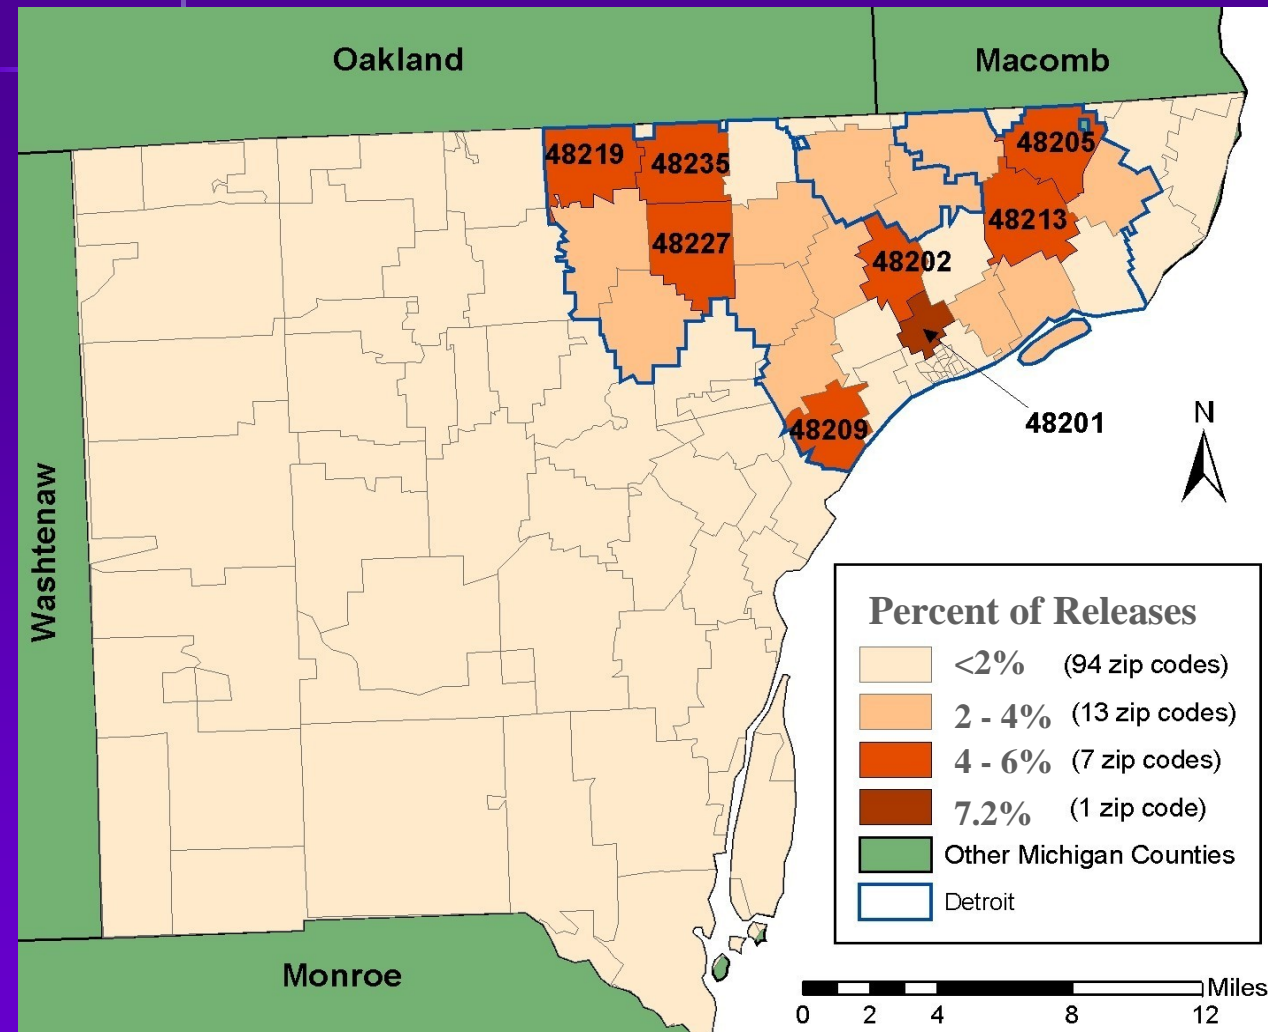 Oakland
Macomb
48219
48235
48205
48213
48227
48202
48201
48209
N
Washtenaw
Percent of Releases
<2% (94 zip codes)
2 - 4% (13 zip codes)
4 - 6% (7 zip codes)
7.2% (1 zip code)
Other Michigan Counties
Detroit
Monroe
Miles
0 2 4 8 12